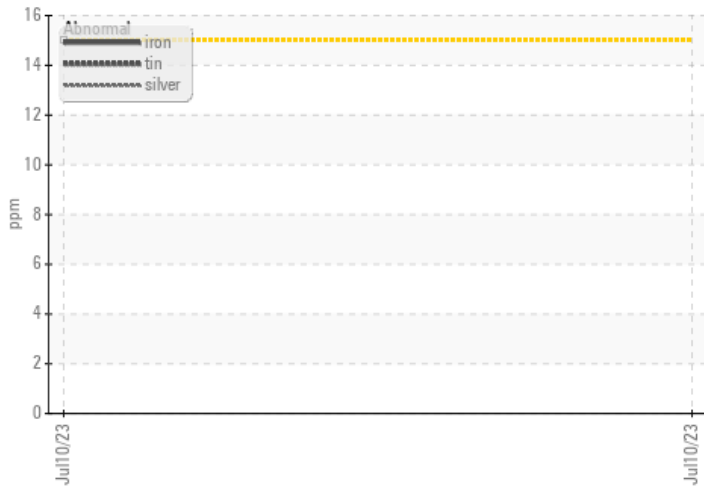 16
14
12
10
8
6
4
2
0
ppm
Abnormal
iron
tin
silver
Jul10/23
Jul10/23